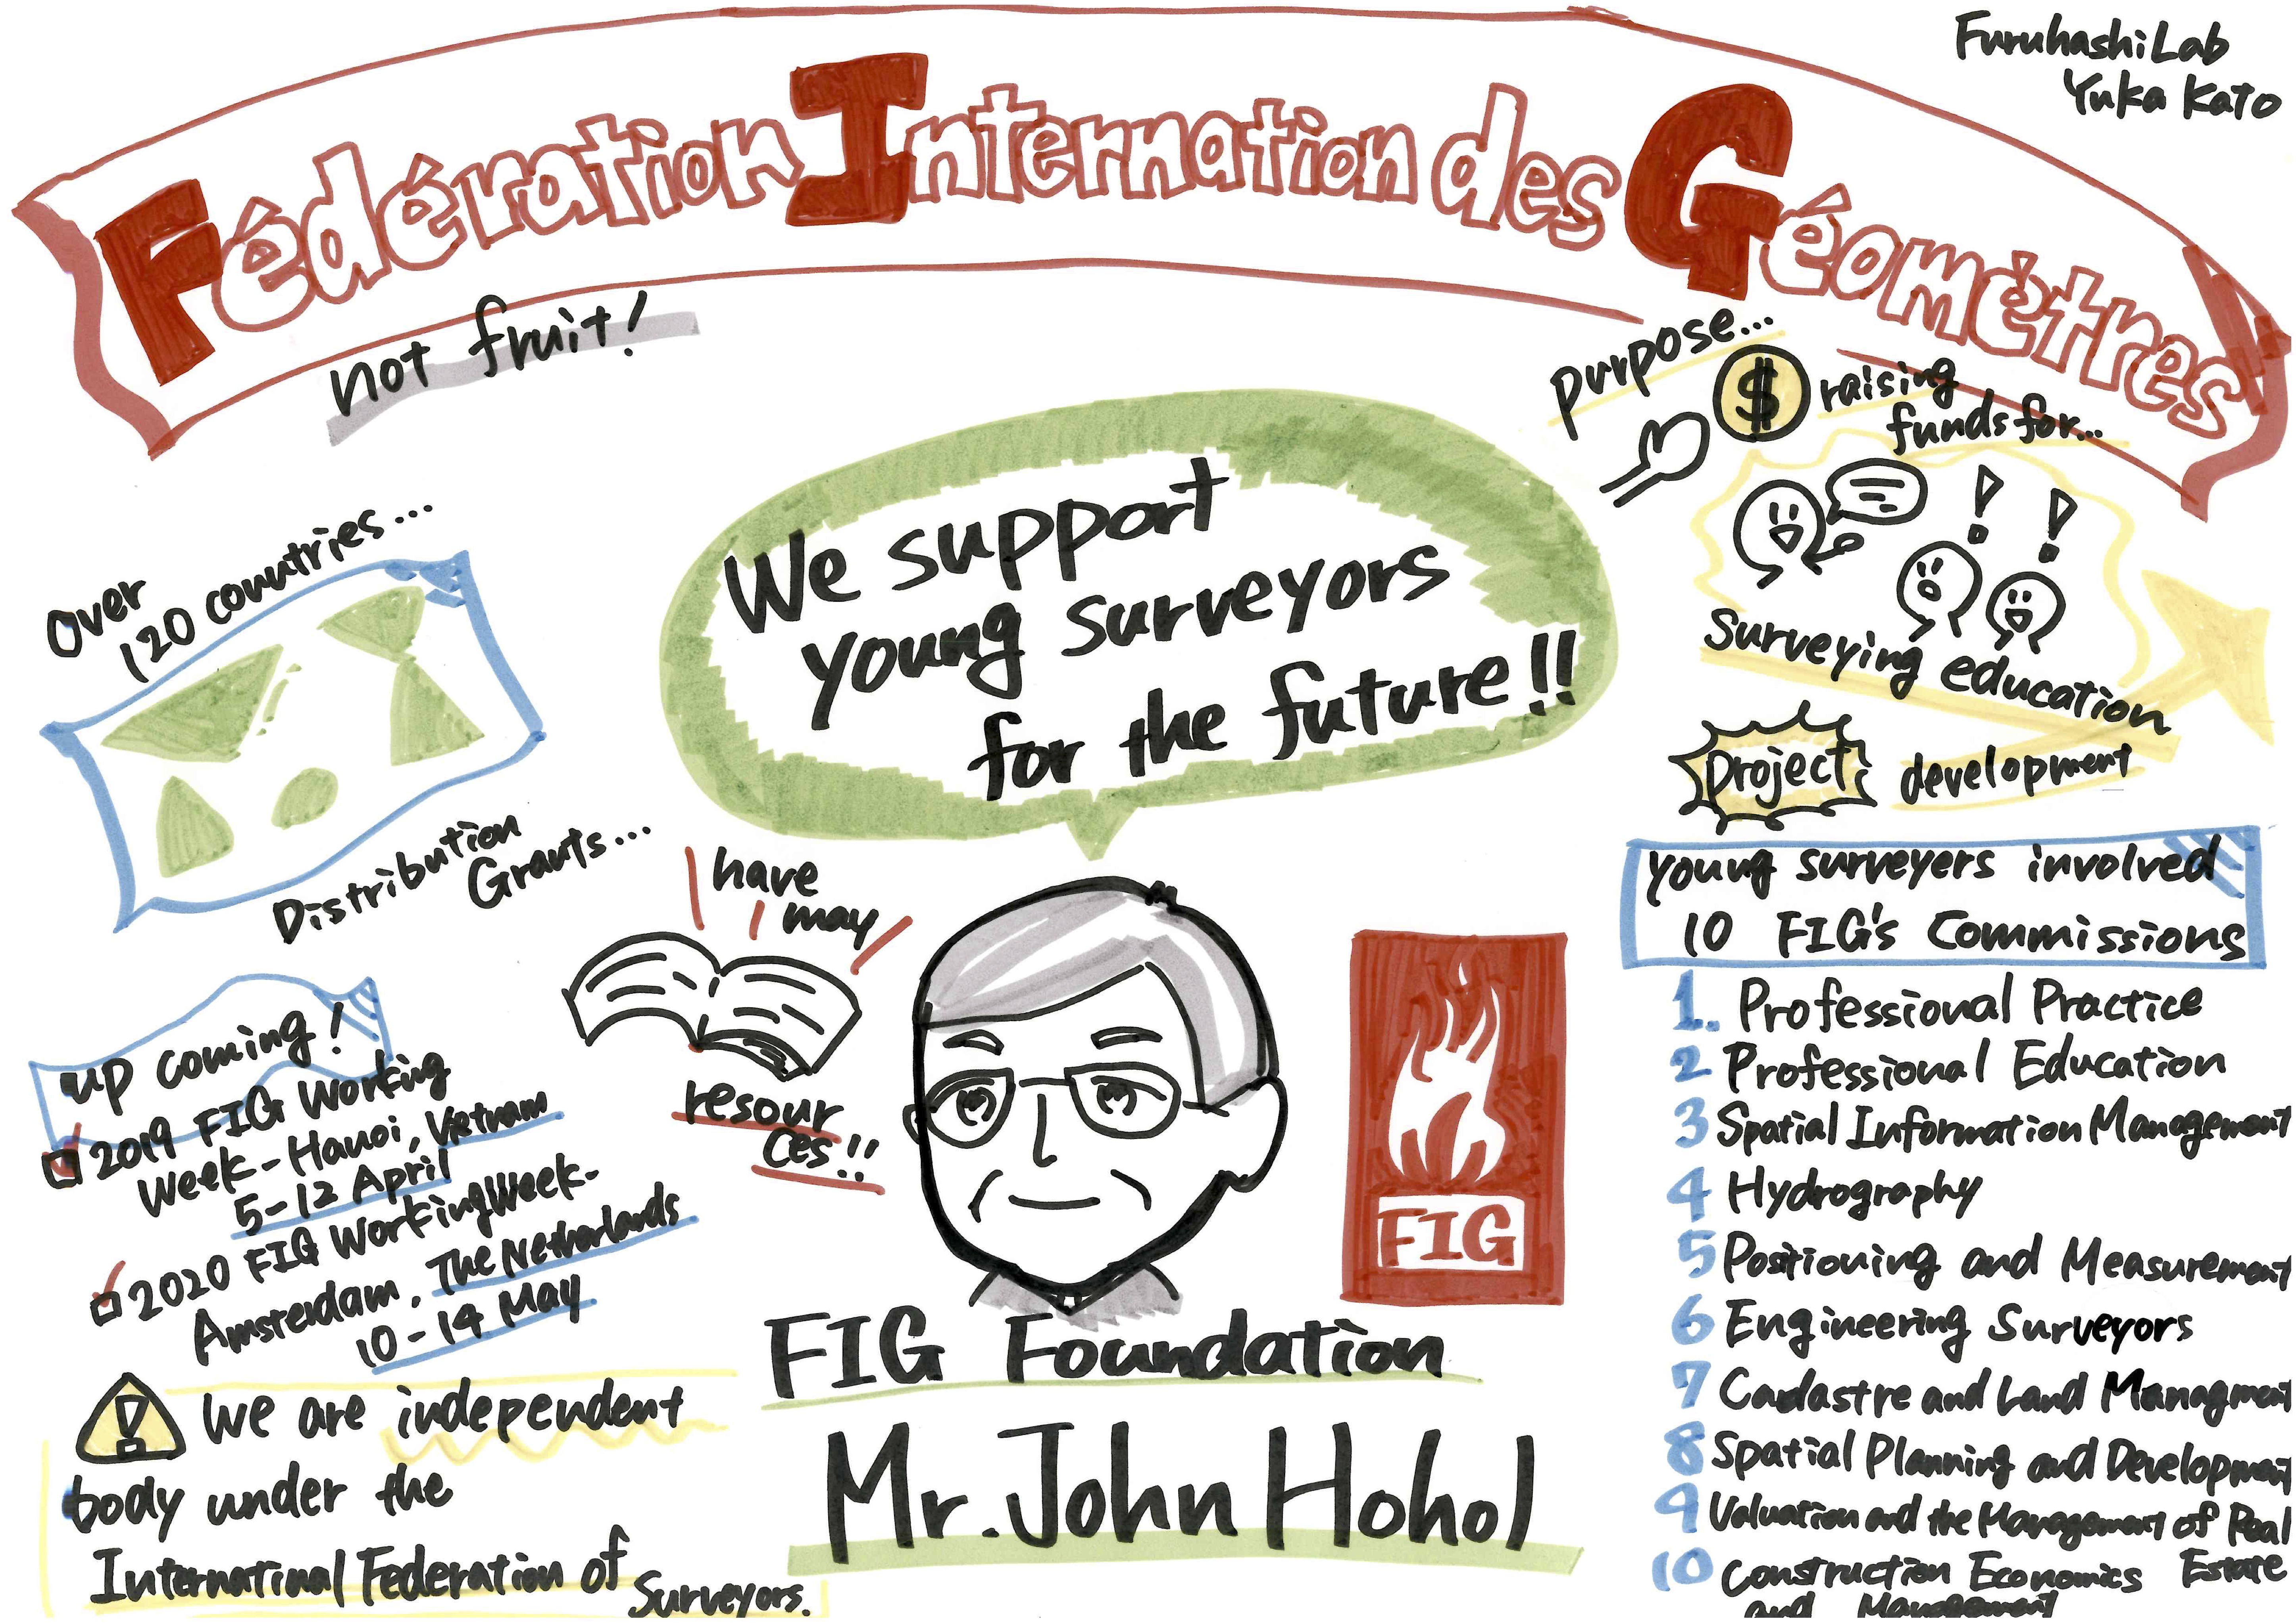 Furuhashi Lab
Yuka Kato
Fédération Internation des Géométres
not fruit!
purpose...
$ raising
funds for...
Surveying education
project development
We support
young surveyors
for the future!!
Over
120 countries...
Distribution
Grants...
have
may
resour
ces!!
up coming!
2019 FIG Working
Week-Hanoi, Vietnam
5-12 April
2020 FIG Working Week-
Amsterdam, The Netherlands
10-14 May
! We are independent
body under the
Internatinal Federation of
Surveyors.
FIG
FIG Foundation
Mr. John Hohol
young surveyers involved
10 FIG's Commissions
1. Professional Practice
2 Professional Education
3 Spatial Information Management
4 Hydrography
5 Positioning and Measurement
6 Engineering Surveyors
7 Cadastre and Land Managment
8 Spatial Planning and Development
9 Valuation and the Management of Real
Estate
10 Construction Economics
and Management